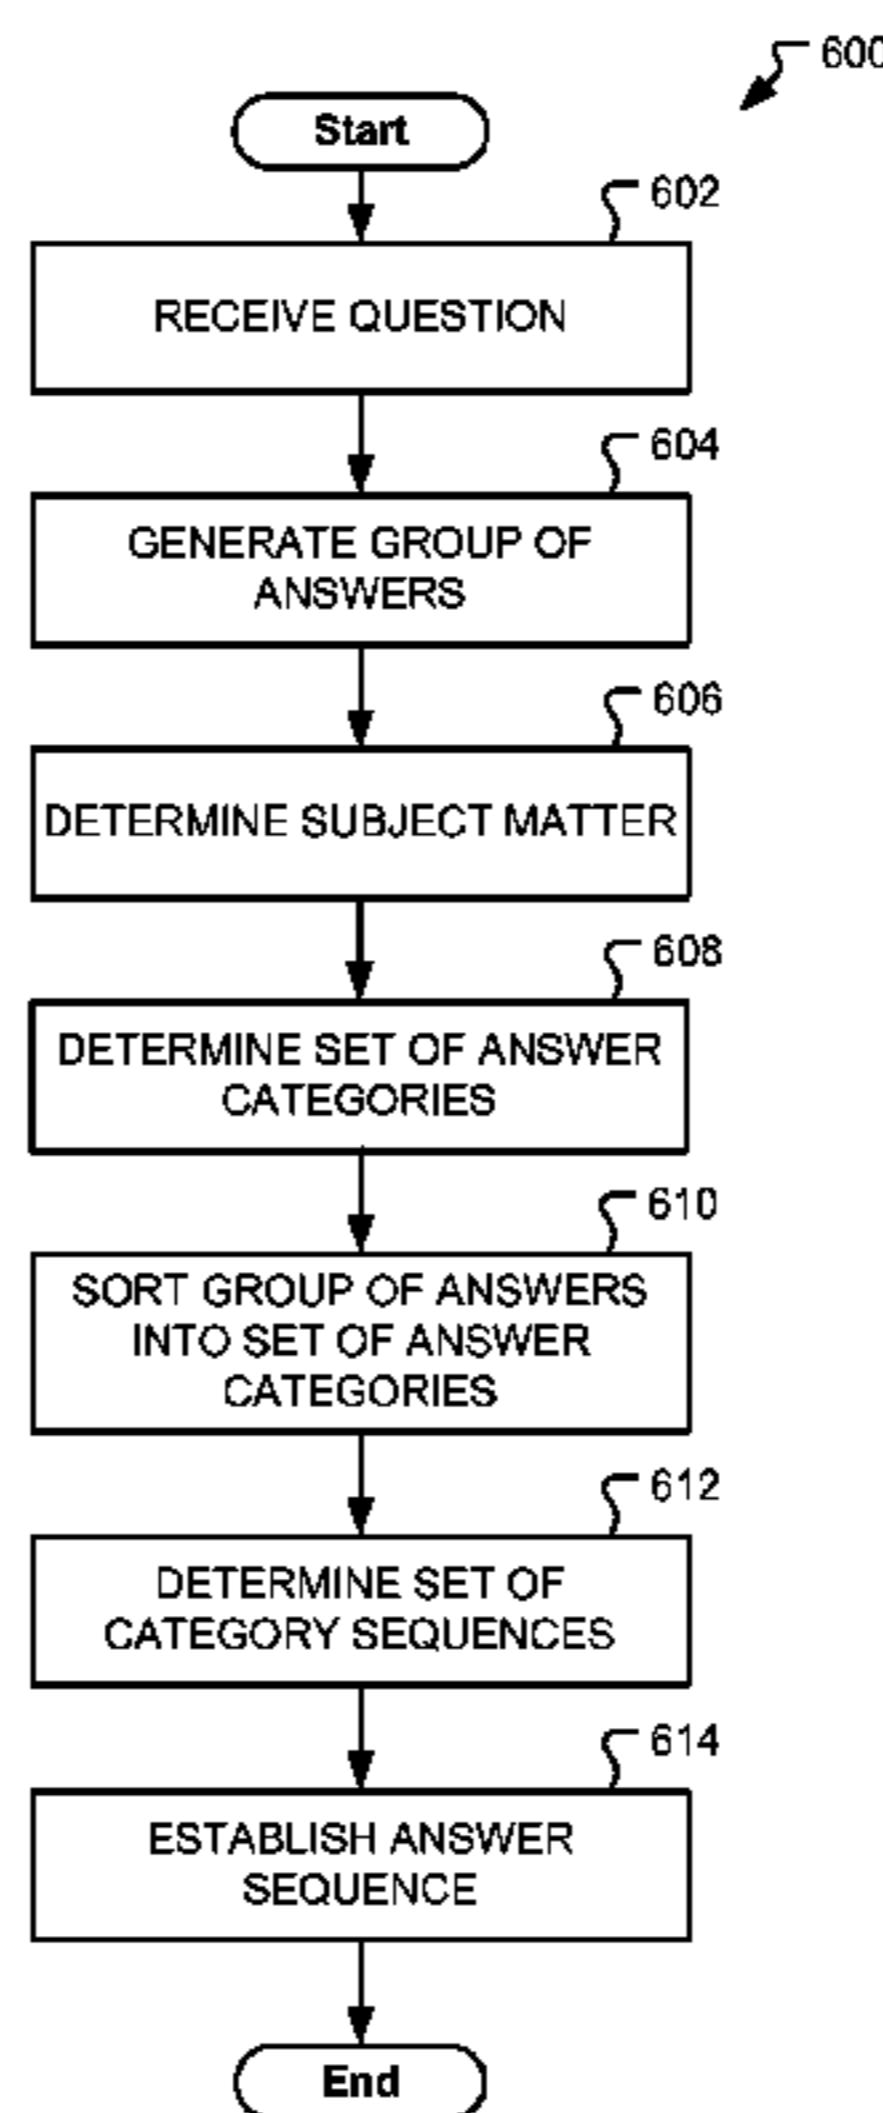 600
Start
602
RECEIVE QUESTION
604
GENERATE GROUP OF
ANSWERS
606
DETERMINE SUBJECT MATTER
608
DETERMINE SET OF ANSWER
CATEGORIES
610
SORT GROUP OF ANSWERS
INTO SET OF ANSWER
CATEGORIES
612
DETERMINE SET OF
CATEGORY SEQUENCES
614
ESTABLISH ANSWER
SEQUENCE
End